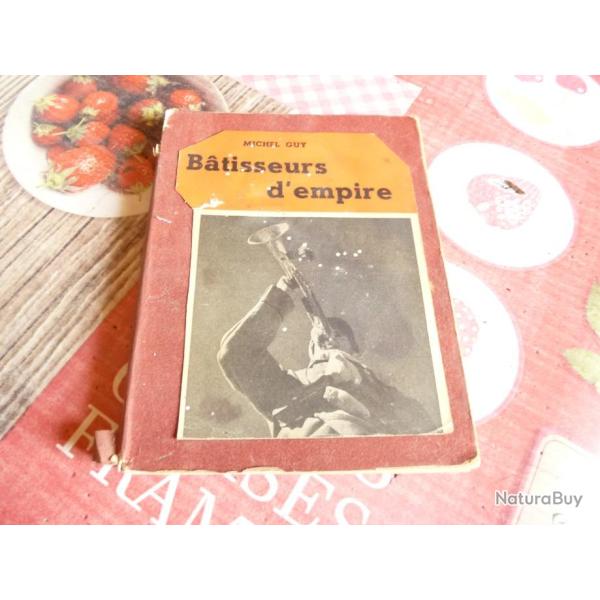 MICHEL GUY
Bâtisseurs
d'empire
NaturaBuy